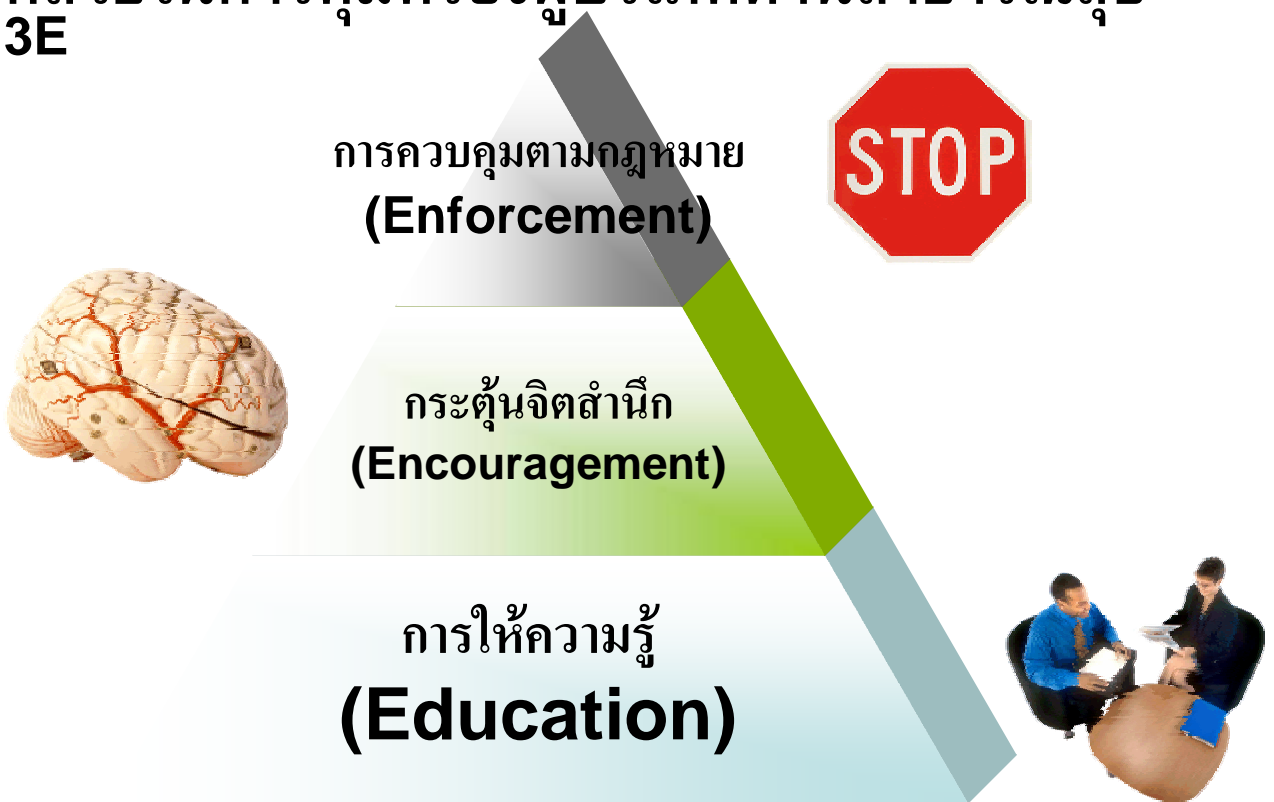 3E
การควบคุมตามกฎหมาย
(Enforcement)
STOP
กระตุ้นจิตสำนึก
(Encouragement)
การให้ความรู้
(Education)